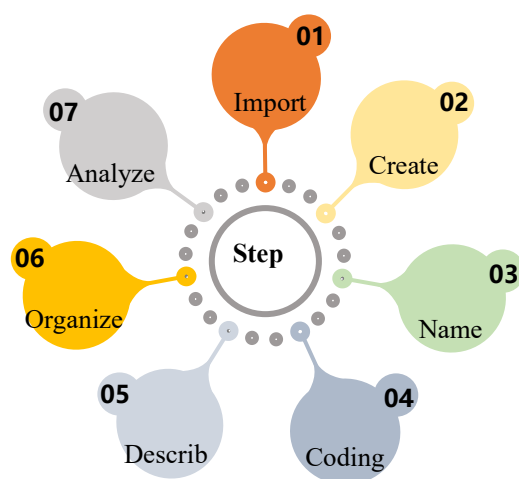 01
Import
02
Create
03
Name
04
Coding
05
Describ
06
Organize
07
Analyze
Step